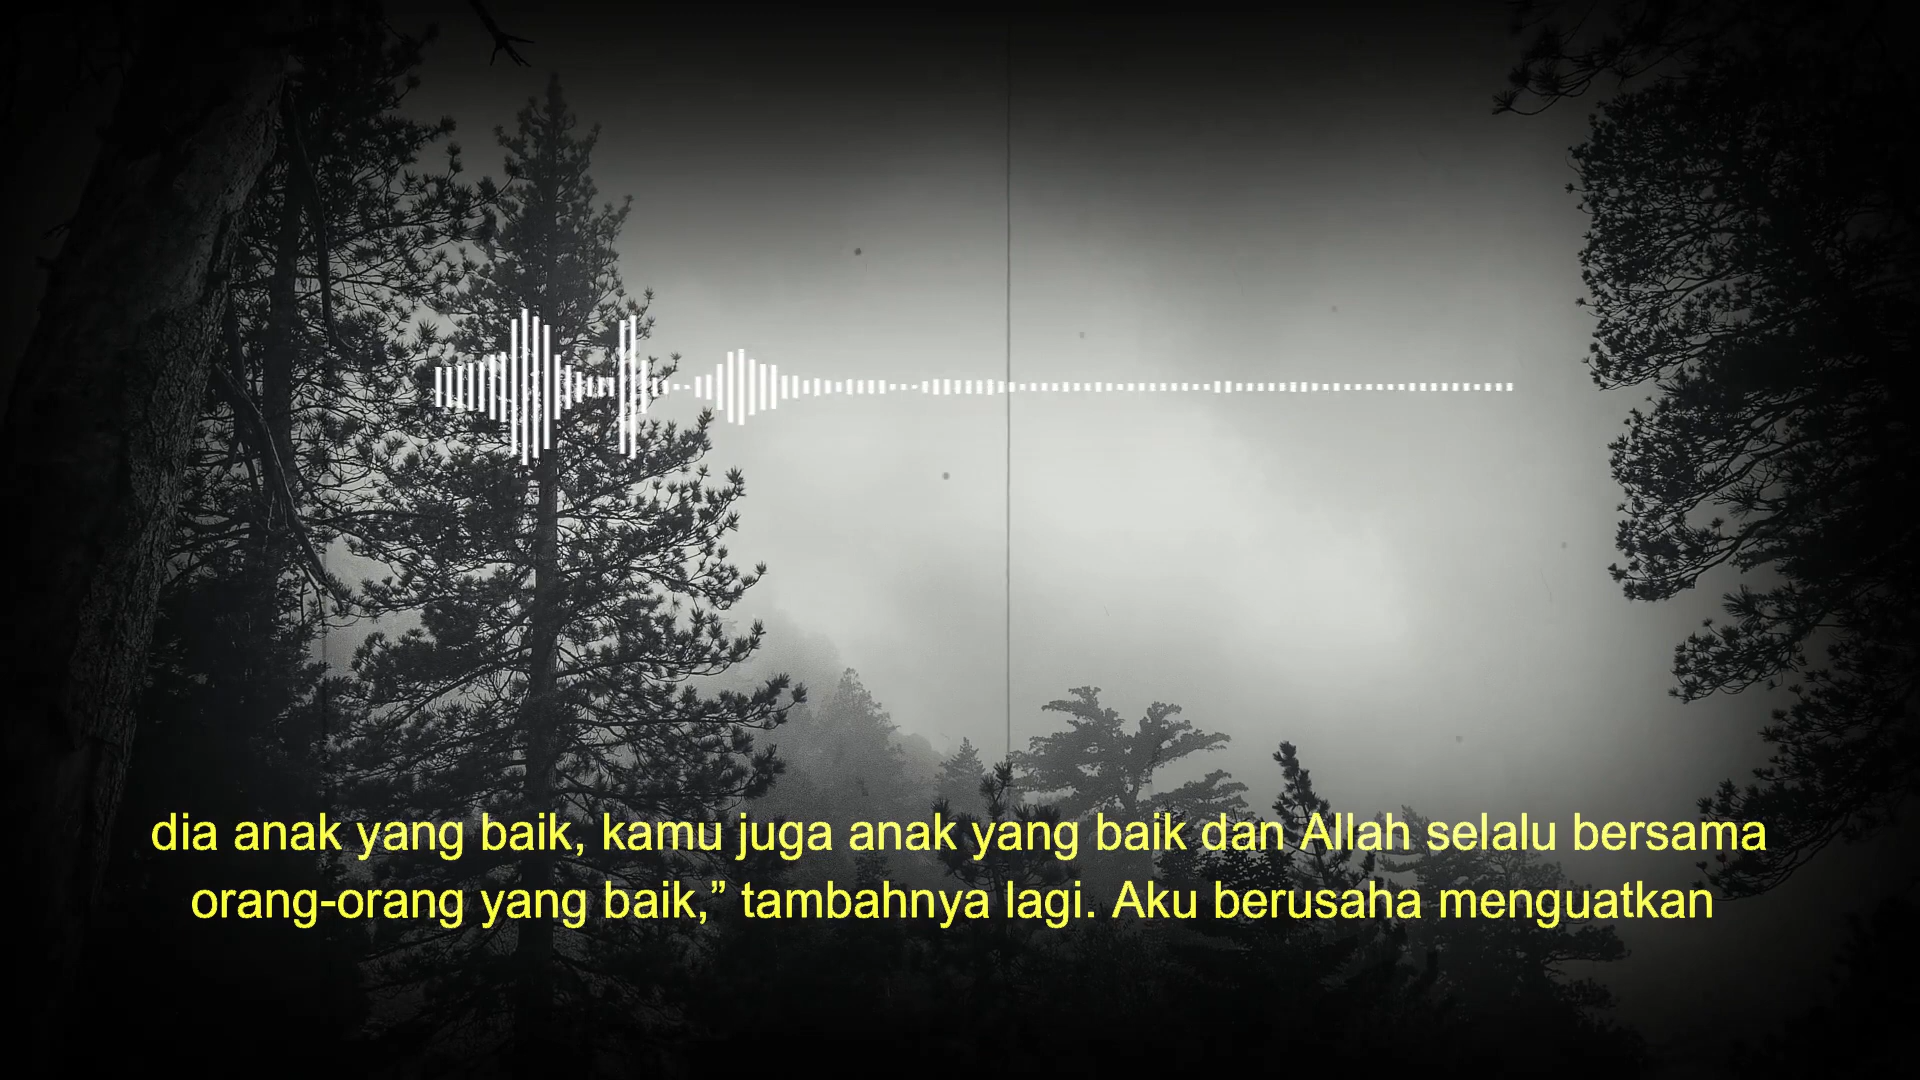 dia anak yang baik, kamu juga anak yang baik dan Allah selalu bersama
orang-orang yang baik,” tambahnya lagi. Aku berusaha menguatkan